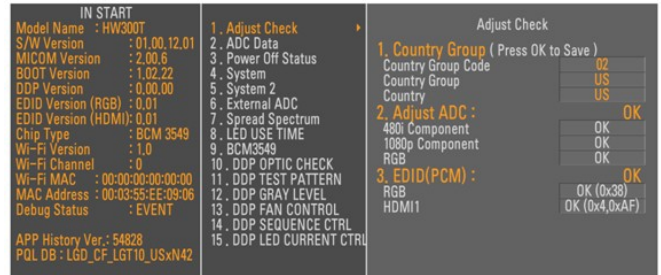 IN START
Model Name : HW300T
S/W Version : 01,00,12,01
MICOM Version : 2,00,6
BOOT Version : 1,02,22
DDP Version : 0,00,00
EDID Version (RGB) : 0,01
EDID Version (HDMI): 0,01
Chip Type : BCM 3549
Wi-Fi Version : 1,0
Wi-Fi Channel : 0
Wi-Fi MAC : 00:00:00:00:00:00
MAC Address : 00:03:55:EE:09:06
Debug Status : EVENT
APP History Ver.: 54828
PQL DB : LGD_CF_LGT10_USxN42
1 . Adjust Check
2 . ADC Data
3 . Power Off Status
4 . System
5 . System 2
6 . External ADC
7 . Spread Spectrum
8 . LED USE TIME
9 . BCM3549
10 . DDP OPTIC CHECK
11 . DDP TEST PATTERN
12 . DDP GRAY LEVEL
13 . DDP FAN CONTROL
14 . DDP SEQUENCE CTRL
15 . DDP LED CURRENT CTRL
Adjust Check
1. Country Group ( Press OK to Save )
Country Group Code 02
Country Group US
Country US
2. Adjust ADC : OK
480i Component OK
1080p Component OK
RGB OK
3. EDID(PCM) : OK
RGB OK (0x38)
HDMI1 OK (0x4,0xAF)